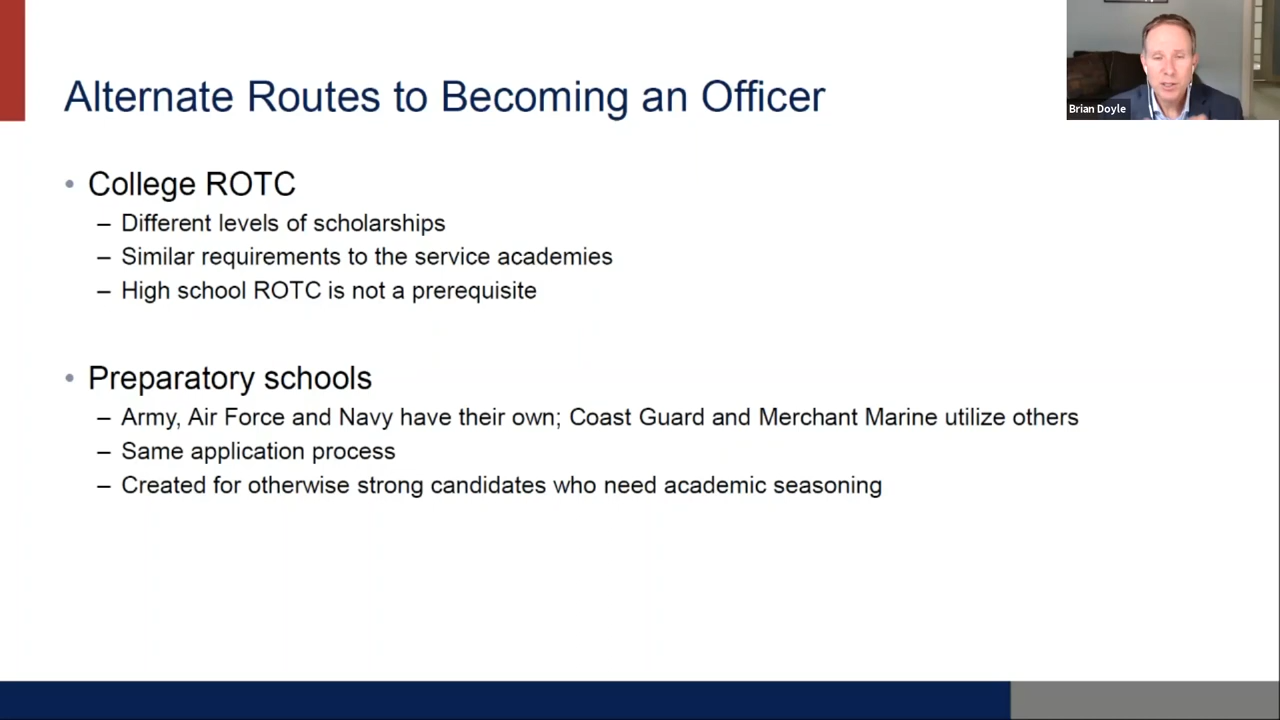 Alternate Routes to Becoming an Officer
Brian Doyle
• College ROTC
– Different levels of scholarships
– Similar requirements to the service academies
– High school ROTC is not a prerequisite
• Preparatory schools
– Army, Air Force and Navy have their own; Coast Guard and Merchant Marine utilize others
– Same application process
– Created for otherwise strong candidates who need academic seasoning